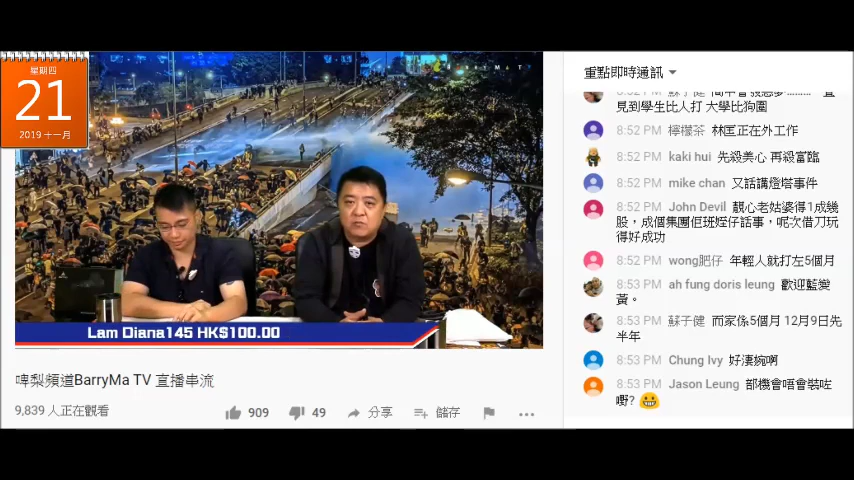 星期四
21
2019 十一月
Lam Diana145 HK$100.00
啤梨頻道BarryMa TV 直播串流
9,839 人正在觀看
909
49
分享
儲存
重點即時通訊
見到學生比人打 大學比狗圍
8:52 PM 檸檬茶 林匡正在外工作
8:52 PM kaki hui 先殺美心 再殺富臨
8:52 PM mike chan 又話講燈塔事件
8:52 PM John Devil 靚心老姑婆得1成幾
股，成個集團佢班姪仔話事，呢次借刀玩
得好成功
8:52 PM wong肥仔 年輕人就打左5個月
8:53 PM ah fung doris leung 歡迎藍變
黃。
8:53 PM 蘇子健 而家係5個月 12月9日先
半年
8:53 PM Chung Ivy 好淒婉啊
8:53 PM Jason Leung 部機會唔會裝咗
嘢?